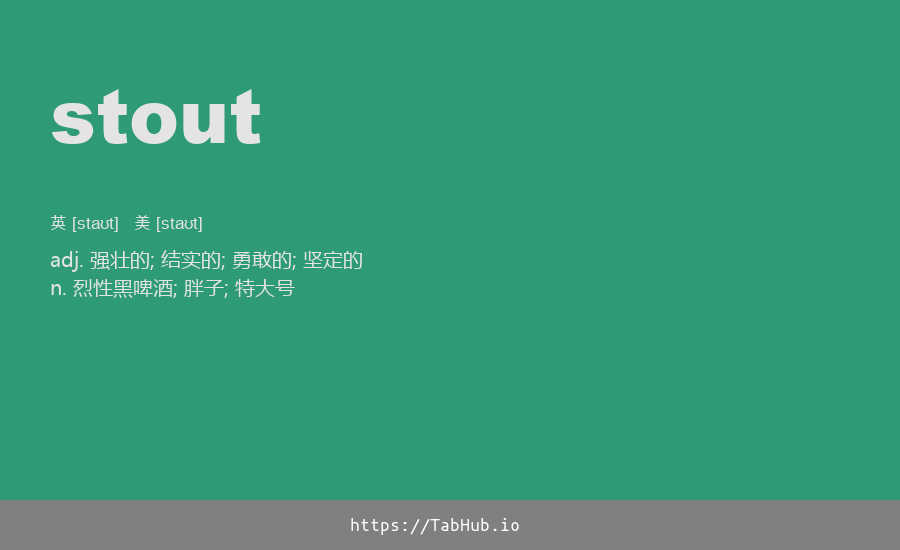 stout
英 [staʊt] 美 [staʊt]
adj. 强壮的; 结实的; 勇敢的; 坚定的
n. 烈性黑啤酒; 胖子; 特大号
https://TabHub.io